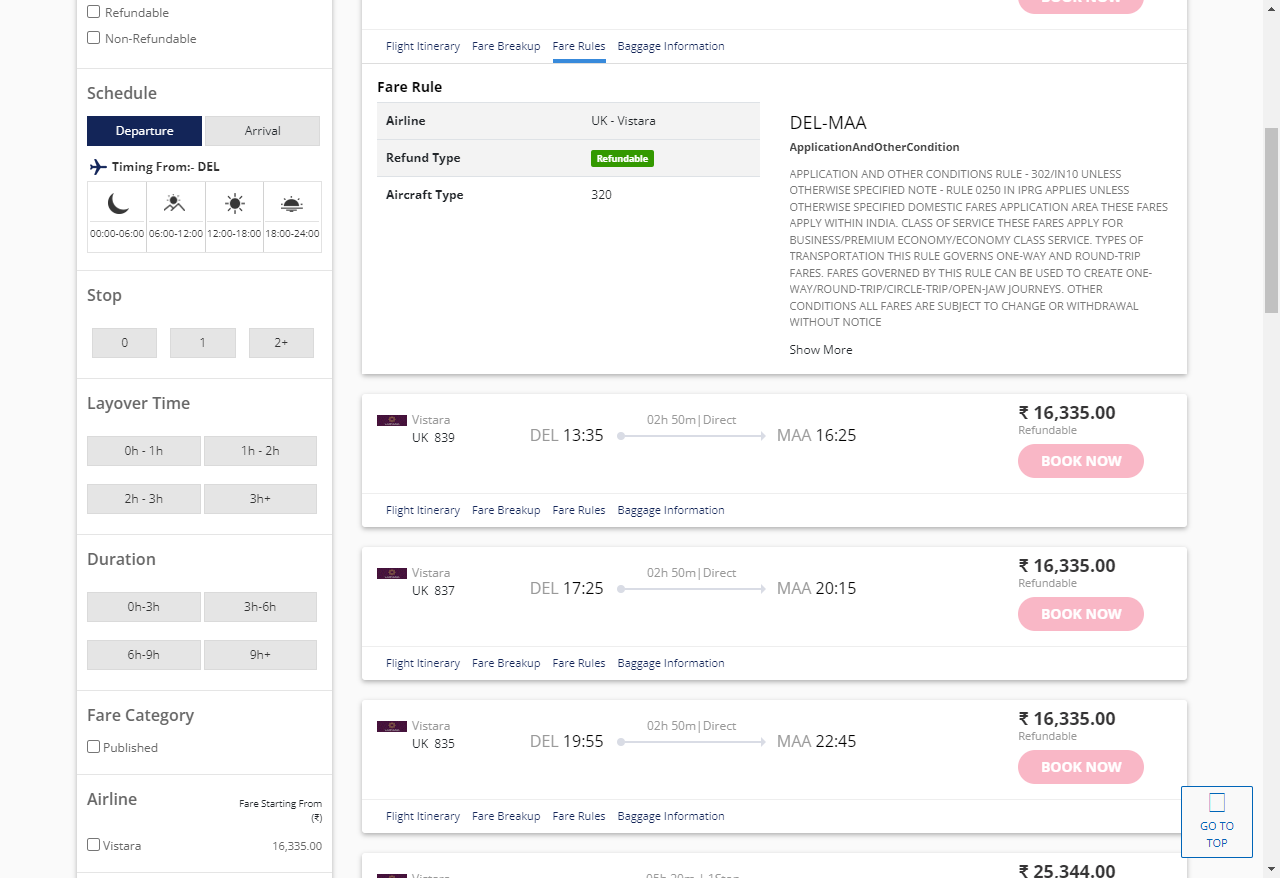 Refundable
Non-Refundable
Schedule
Departure Arrival
Timing From:- DEL
00:00-06:00 06:00-12:00 12:00-18:00 18:00-24:00
Stop
0 1 2+
Layover Time
0h - 1h 1h - 2h
2h - 3h 3h+
Duration
0h-3h 3h-6h
6h-9h 9h+
Fare Category
Published
Airline Fare Starting From
(₹)
Vistara 16,335.00
BOOK NOW
Flight Itinerary Fare Breakup Fare Rules Baggage Information
Fare Rule
Airline UK - Vistara
Refund Type Refundable
Aircraft Type 320
DEL-MAA
ApplicationAndOtherCondition
APPLICATION AND OTHER CONDITIONS RULE - 302/IN10 UNLESS
OTHERWISE SPECIFIED NOTE - RULE 0250 IN IPRG APPLIES UNLESS
OTHERWISE SPECIFIED DOMESTIC FARES APPLICATION AREA THESE FARES
APPLY WITHIN INDIA. CLASS OF SERVICE THESE FARES APPLY FOR
BUSINESS/PREMIUM ECONOMY/ECONOMY CLASS SERVICE. TYPES OF
TRANSPORTATION THIS RULE GOVERNS ONE-WAY AND ROUND-TRIP
FARES. FARES GOVERNED BY THIS RULE CAN BE USED TO CREATE ONE-
WAY/ROUND-TRIP/CIRCLE-TRIP/OPEN-JAW JOURNEYS. OTHER
CONDITIONS ALL FARES ARE SUBJECT TO CHANGE OR WITHDRAWAL
WITHOUT NOTICE
Show More
Vistara
UK 839
DEL 13:35
02h 50m|Direct
MAA 16:25
₹ 16,335.00
Refundable
BOOK NOW
Flight Itinerary Fare Breakup Fare Rules Baggage Information
Vistara
UK 837
DEL 17:25
02h 50m|Direct
MAA 20:15
₹ 16,335.00
Refundable
BOOK NOW
Flight Itinerary Fare Breakup Fare Rules Baggage Information
Vistara
UK 835
DEL 19:55
02h 50m|Direct
MAA 22:45
₹ 16,335.00
Refundable
BOOK NOW
Flight Itinerary Fare Breakup Fare Rules Baggage Information
Vistara
₹ 25,344.00
GO TO
TOP